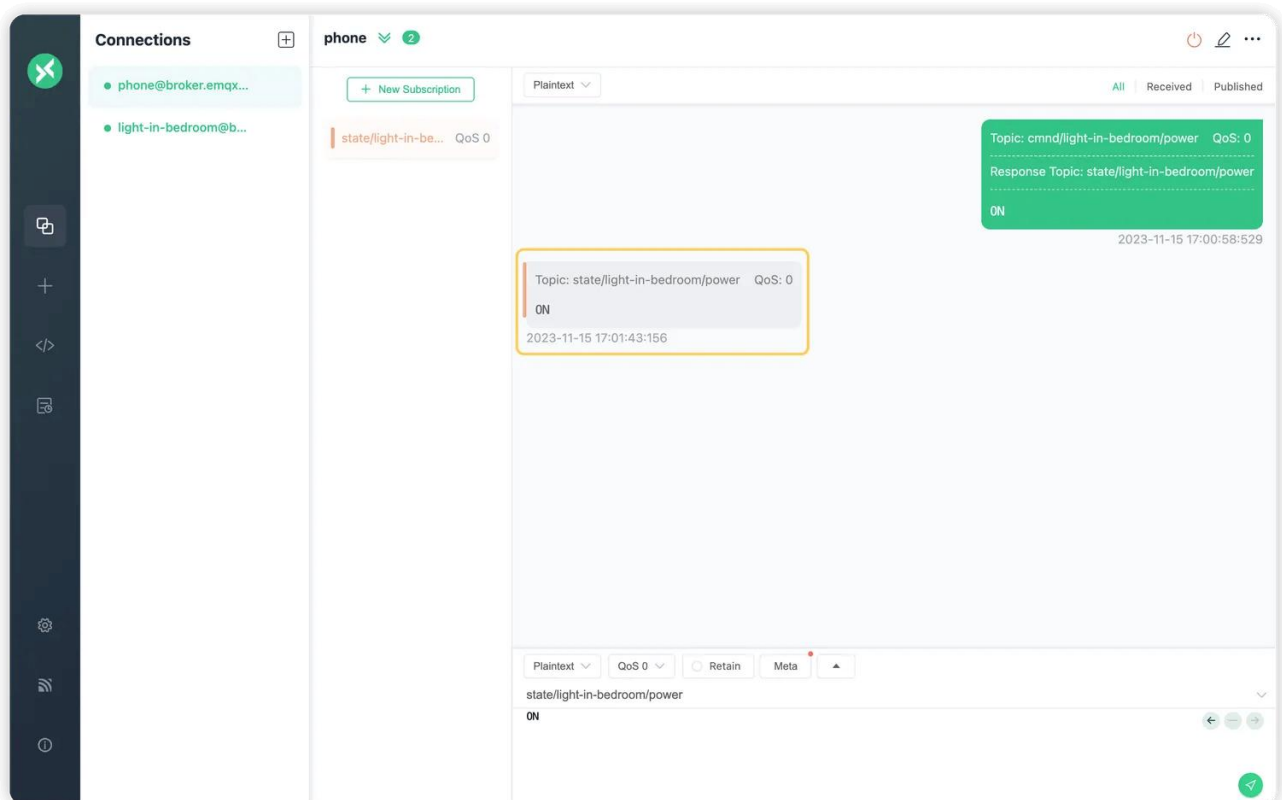 Connections
phone@broker.emqx...
light-in-bedroom@b...
phone 2
+ New Subscription
state/light-in-be... QoS 0
Plaintext
All Received Published
Topic: cmnd/light-in-bedroom/power QoS: 0
Response Topic: state/light-in-bedroom/power
ON
2023-11-15 17:00:58:529
Topic: state/light-in-bedroom/power QoS: 0
ON
2023-11-15 17:01:43:156
Plaintext QoS 0 Retain Meta
state/light-in-bedroom/power
ON